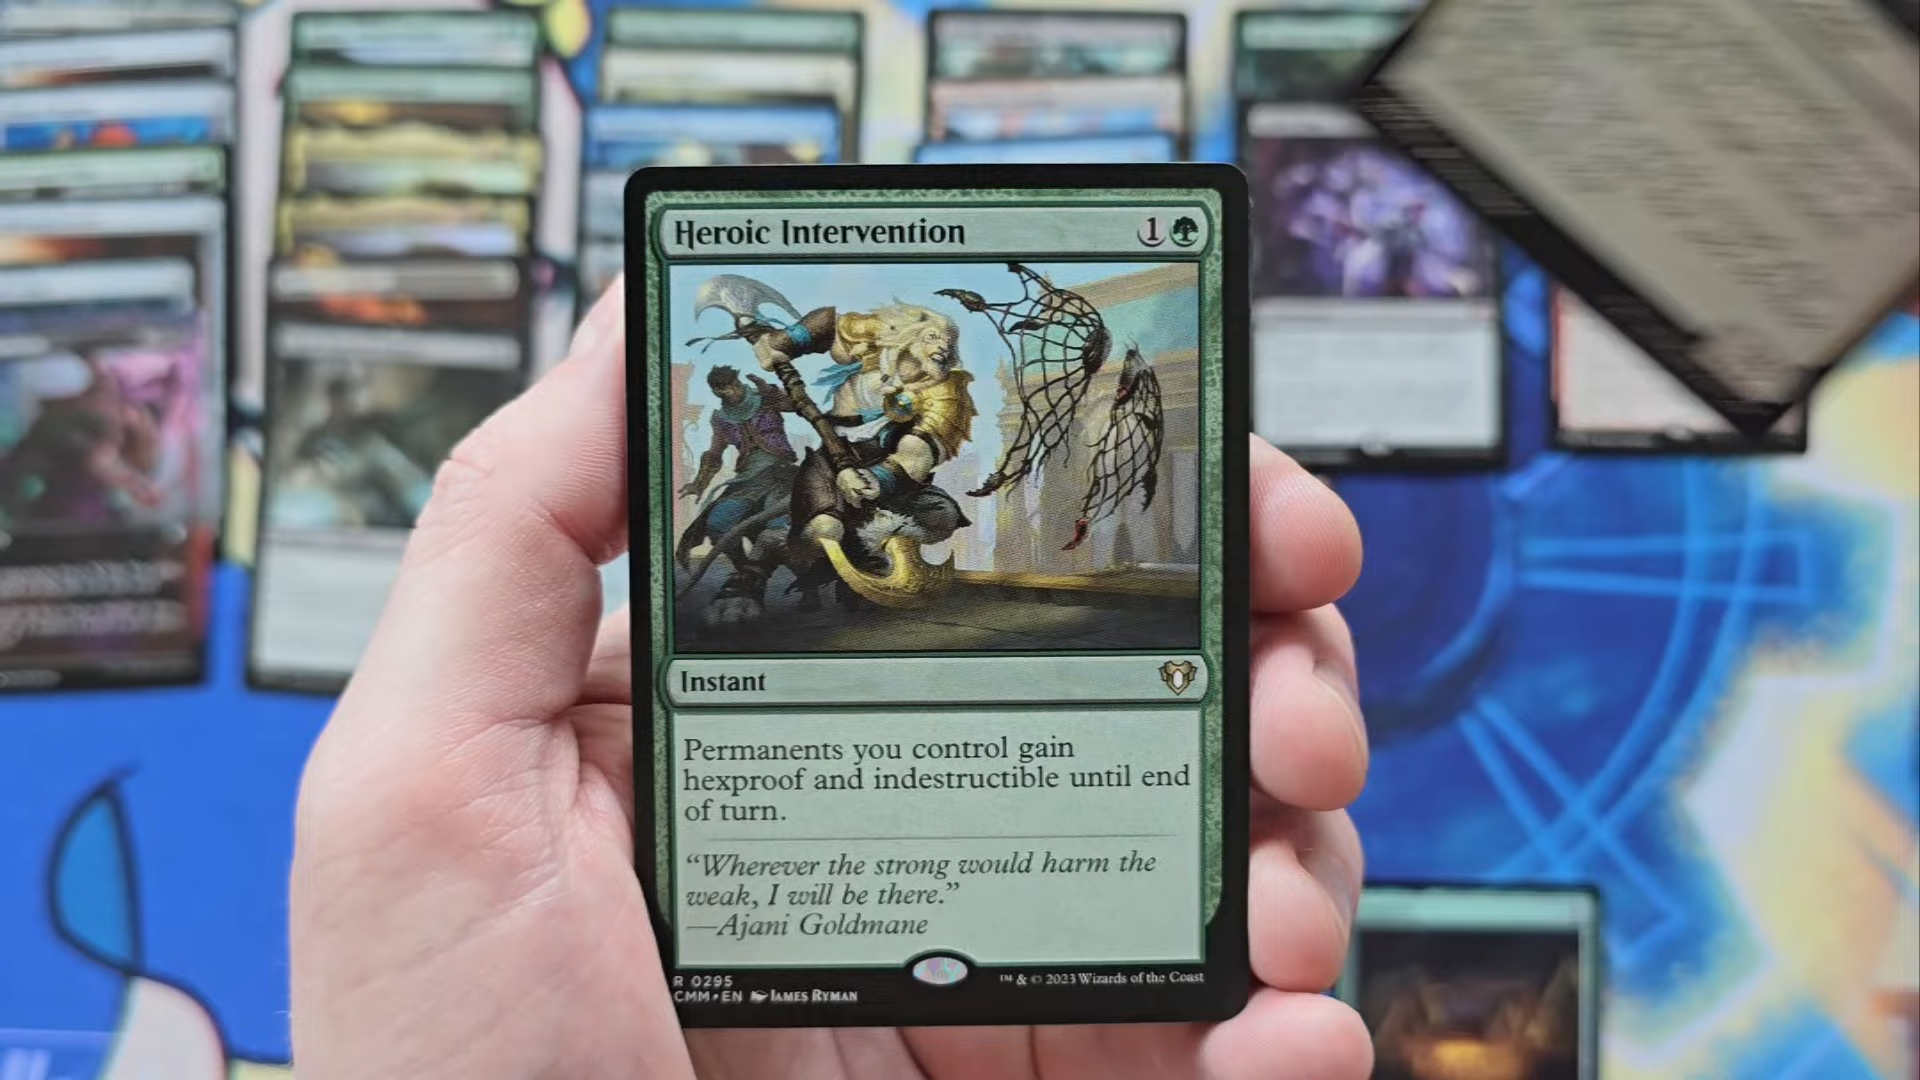 Heroic Intervention 1
Instant
Permanents you control gain
hexproof and indestructible until end
of turn.
“Wherever the strong would harm the
weak, I will be there.”
—Ajani Goldmane
R 0295
CMM • EN James Ryman
™ & © 2023 Wizards of the Coast